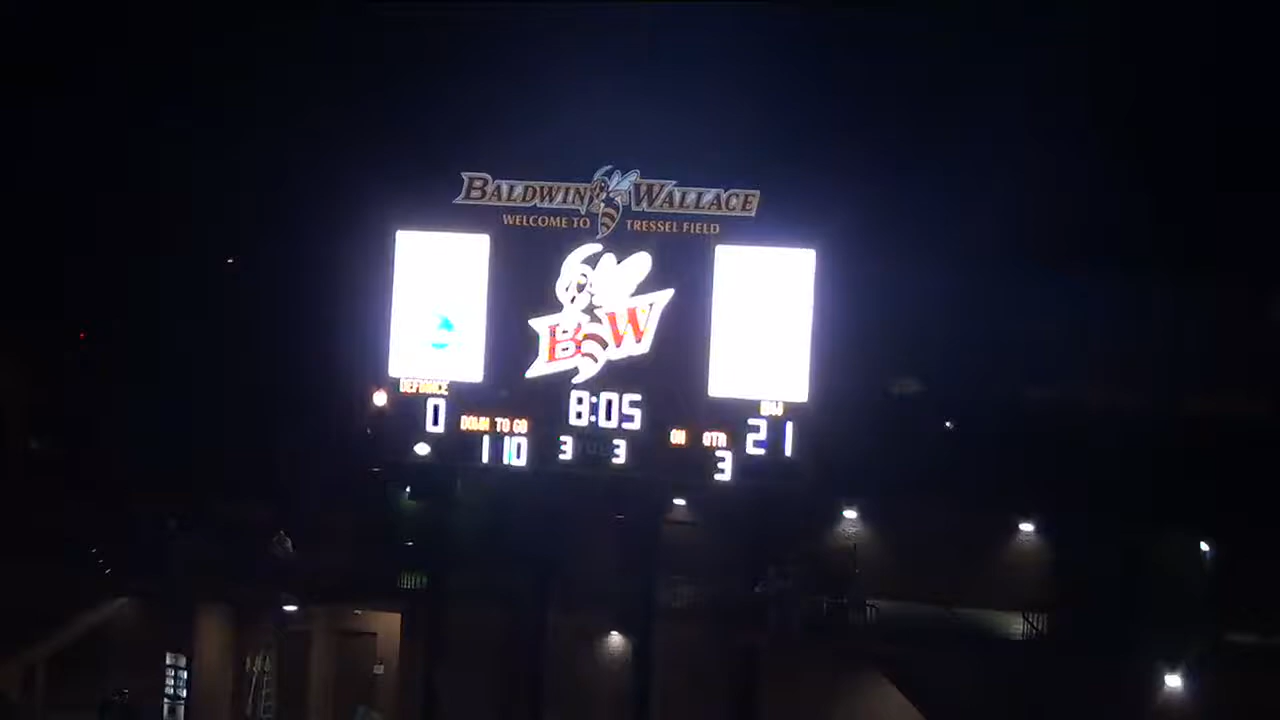 BALDWIN WALLACE
WELCOME TO TRESSEL FIELD
BW
DEFIANCE
BW
0
8:05
21
DOWN TO GO
ON
QTR
1 10
3 3
3